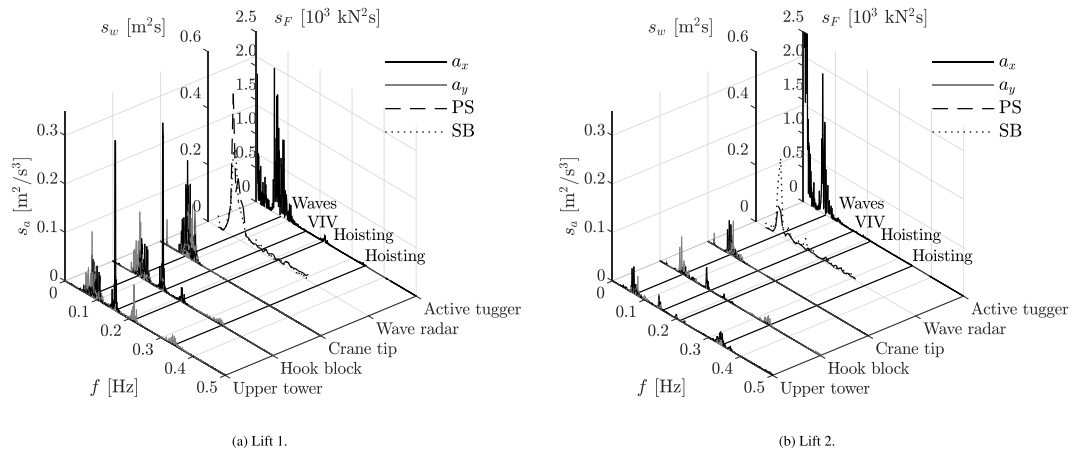 s_w [m²s]
s_F [10³ kN²s]
0.6
0.4
0.2
0
2.5
2.0
1.5
1.0
0.5
0
a_x
a_y
PS
SB
s_a [m²/s³]
0.3
0.2
0.1
0
Waves
VIV
Hoisting
Hoisting
0
0.1
0.2
0.3
0.4
0.5
f [Hz]
Active tugger
Wave radar
Crane tip
Hook block
Upper tower
(a) Lift 1.
s_w [m²s]
s_F [10³ kN²s]
0.6
0.4
0.2
0
2.5
2.0
1.5
1.0
0.5
0
a_x
a_y
PS
SB
s_a [m²/s³]
0.3
0.2
0.1
0
Waves
VIV
Hoisting
Hoisting
0
0.1
0.2
0.3
0.4
0.5
f [Hz]
Active tugger
Wave radar
Crane tip
Hook block
Upper tower
(b) Lift 2.